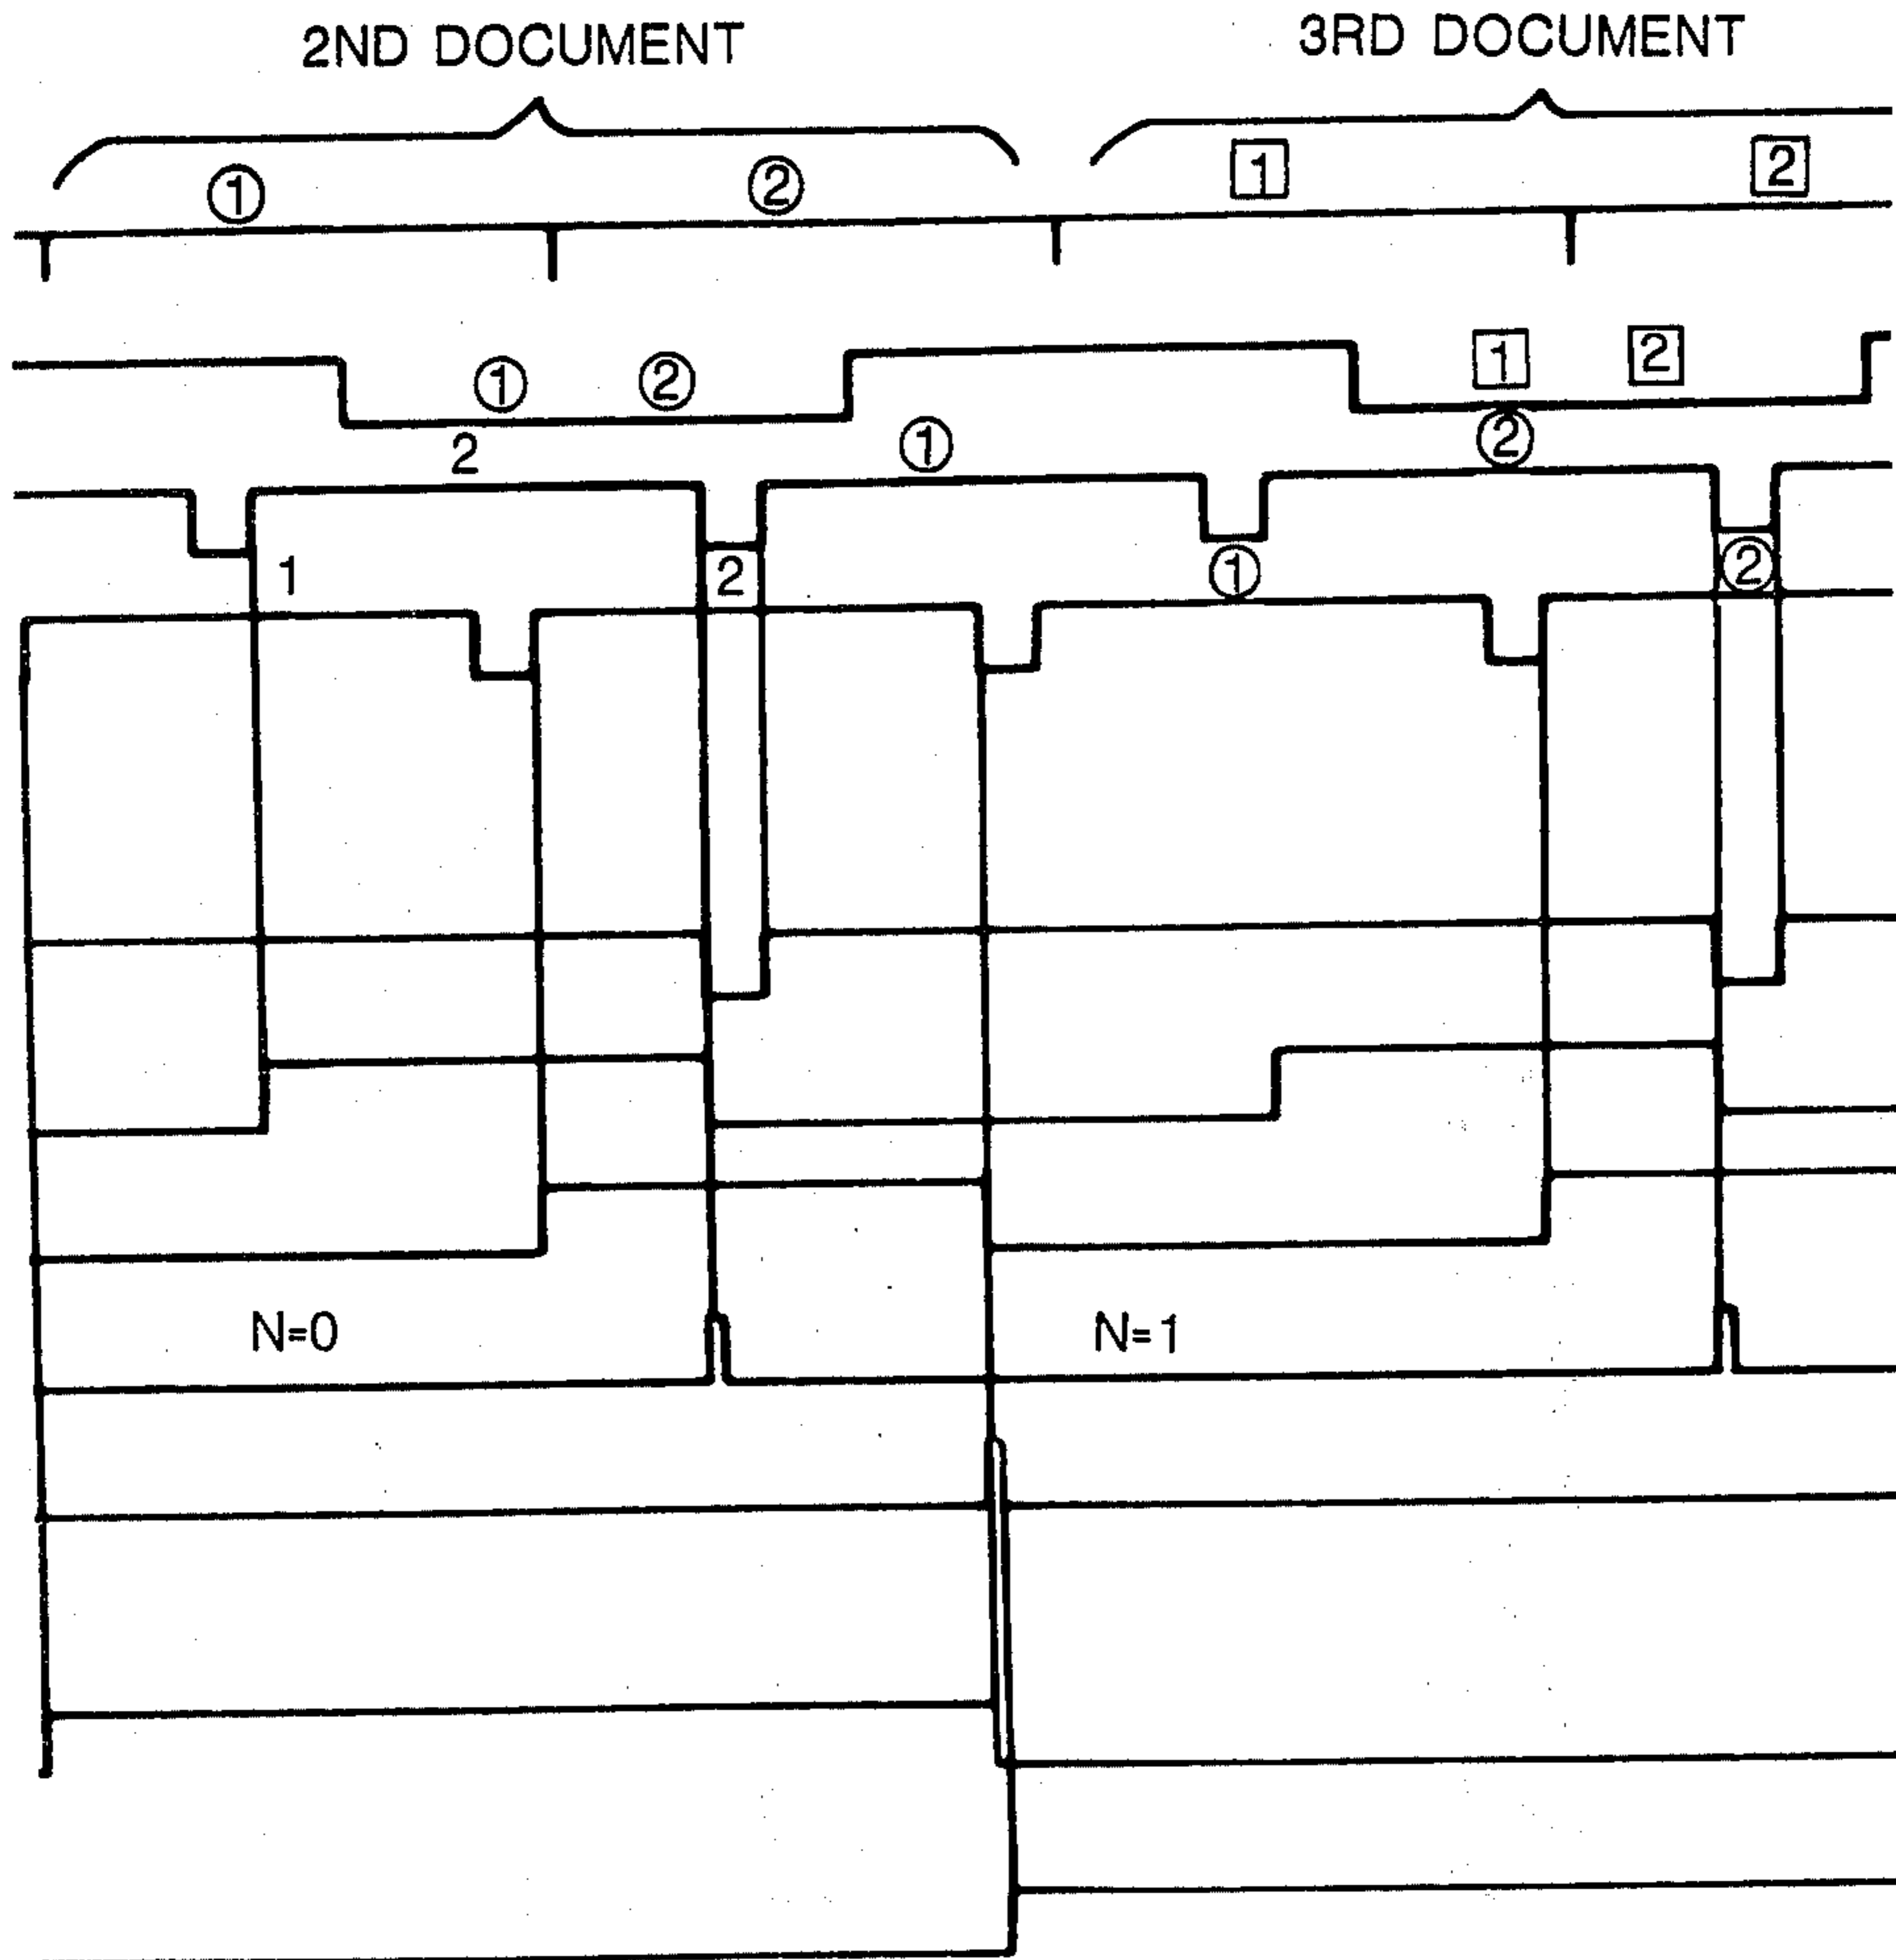 2ND DOCUMENT 3RD DOCUMENT
① ② 1 2
① ② 1 2
2 ① ②
1 2 ① ②
N=0 N=1